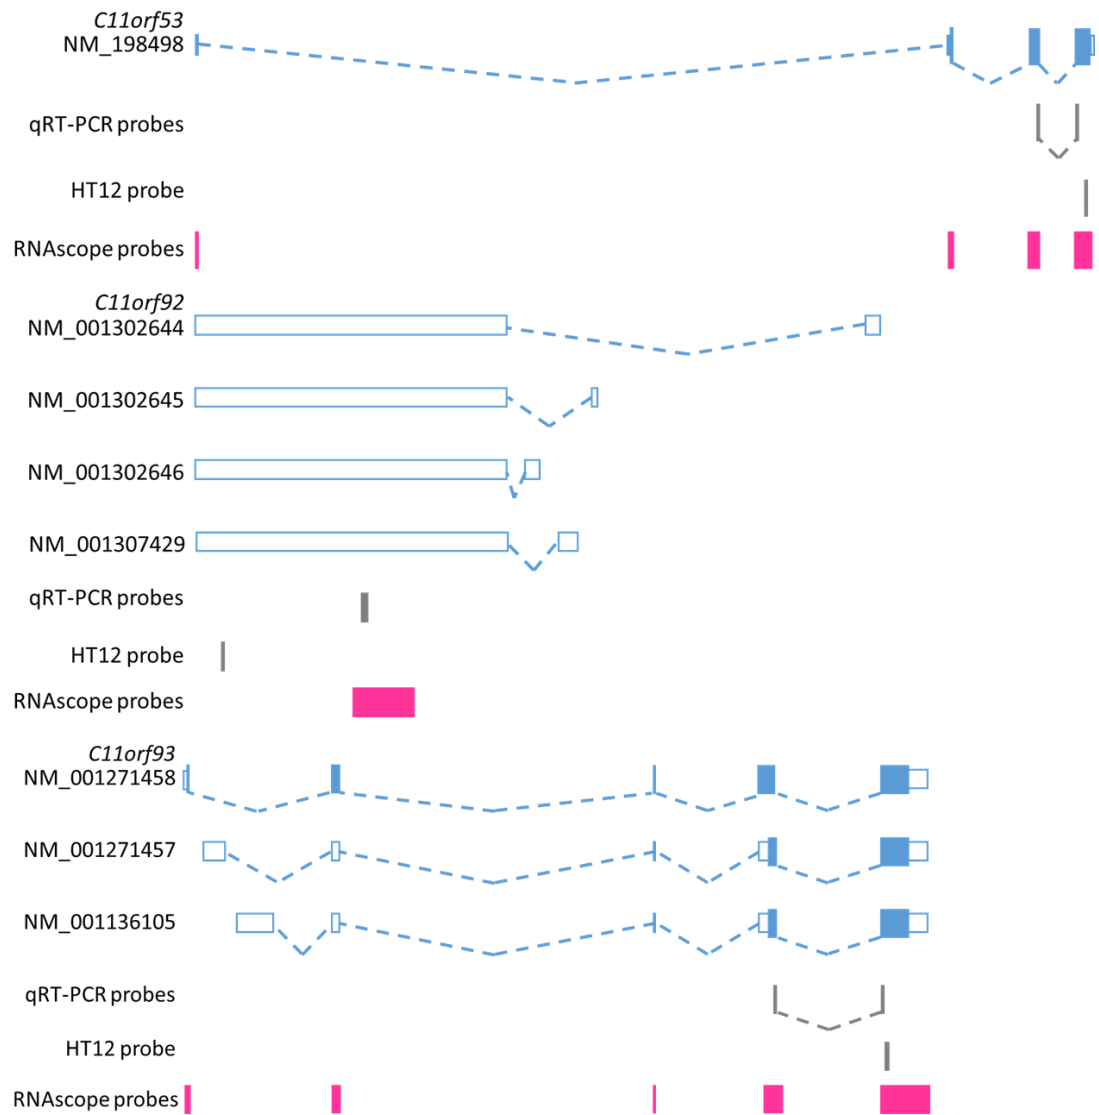 C11orf53
NM_198498
qRT-PCR probes
HT12 probe
RNAscope probes
C11orf92
NM_001302644
NM_001302645
NM_001302646
NM_001307429
qRT-PCR probes
HT12 probe
RNAscope probes
C11orf93
NM_001271458
NM_001271457
NM_001136105
qRT-PCR probes
HT12 probe
RNAscope probes